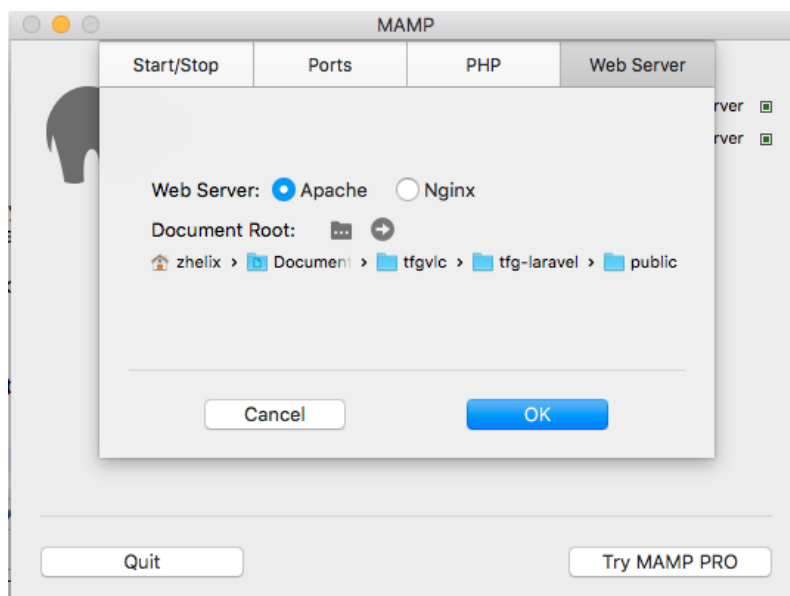 MAMP
Start/Stop Ports PHP Web Server
rver
rver
Web Server: Apache Nginx
Document Root:
zhelix › Document › tfgvlc › tfg-laravel › public
Cancel OK
Quit Try MAMP PRO